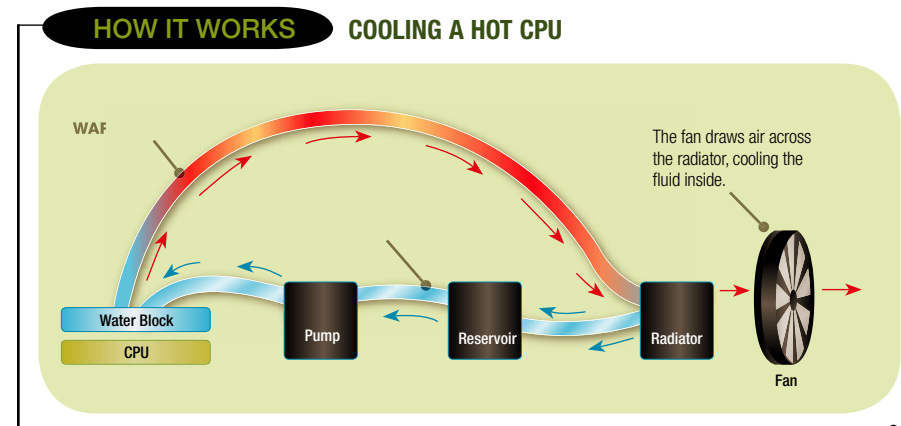 HOW IT WORKS COOLING A HOT CPU
The fan draws air across
the radiator, cooling the
fluid inside.
Water Block
CPU
Pump
Reservoir
Radiator
Fan